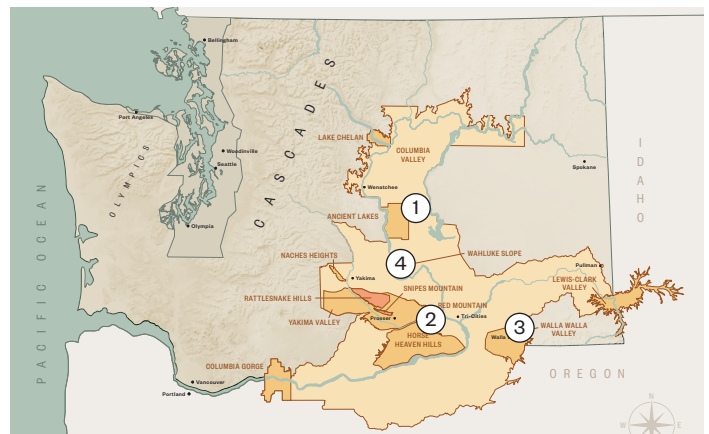 Bellingham
Port Angeles
OLYMPICS
Woodinville
Seattle
Olympia
CASCADES
PACIFIC OCEAN
LAKE CHELAN
COLUMBIA
VALLEY
Wenatchee
Spokane
IDAHO
1
ANCIENT LAKES
NACHES HEIGHTS
4
WAHLUKE SLOPE
Yakima
Pullman
RATTLESNAKE HILLS
SNIPES MOUNTAIN
LEWIS-CLARK
VALLEY
RED MOUNTAIN
YAKIMA VALLEY
Prosser
2
Tri-Cities
3
WALLA WALLA
VALLEY
Walla
HORSE
HEAVEN HILLS
COLUMBIA GORGE
OREGON
Vancouver
Portland
N
W
E